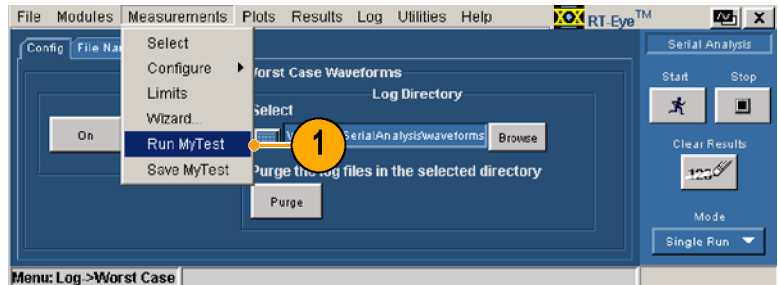 File Modules Measurements Plots Results Log Utilities Help RT-Eye™ X
Config File Na
Select
Configure
Limits
Wizard...
Run MyTest
Save MyTest
On
Worst Case Waveforms
Log Directory
Select
SerialAnalysis\waveforms Browse
1
Purge the log files in the selected directory
Purge
Serial Analysis
Start Stop
Clear Results
123
Mode
Single Run
Menu: Log->Worst Case